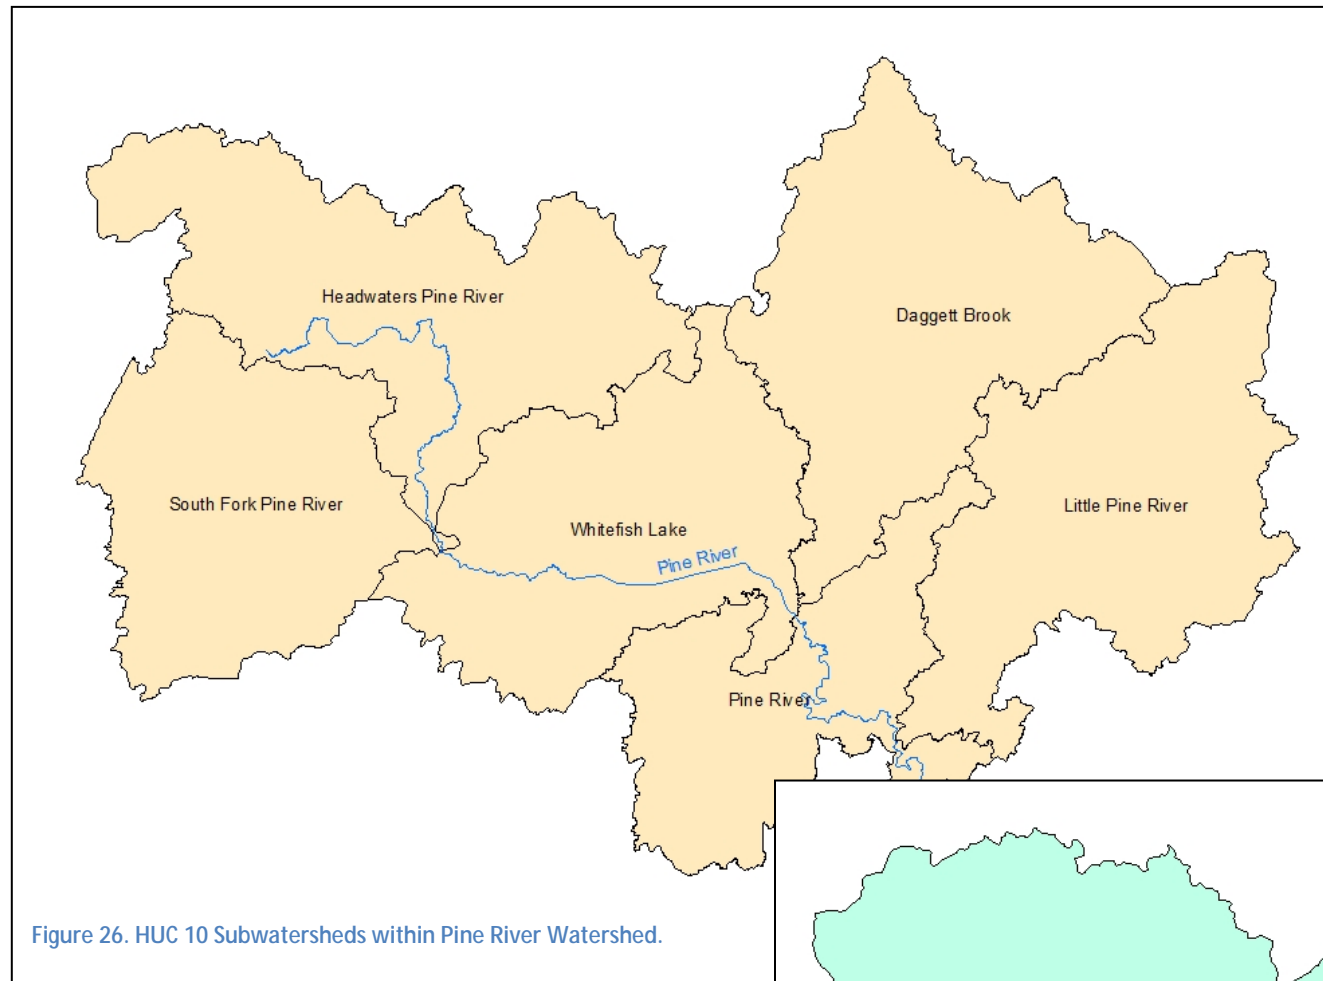 Headwaters Pine River
Daggett Brook
South Fork Pine River
Little Pine River
Whitefish Lake
Pine River
Pine River
Figure 26. HUC 10 Subwatersheds within Pine River Watershed.